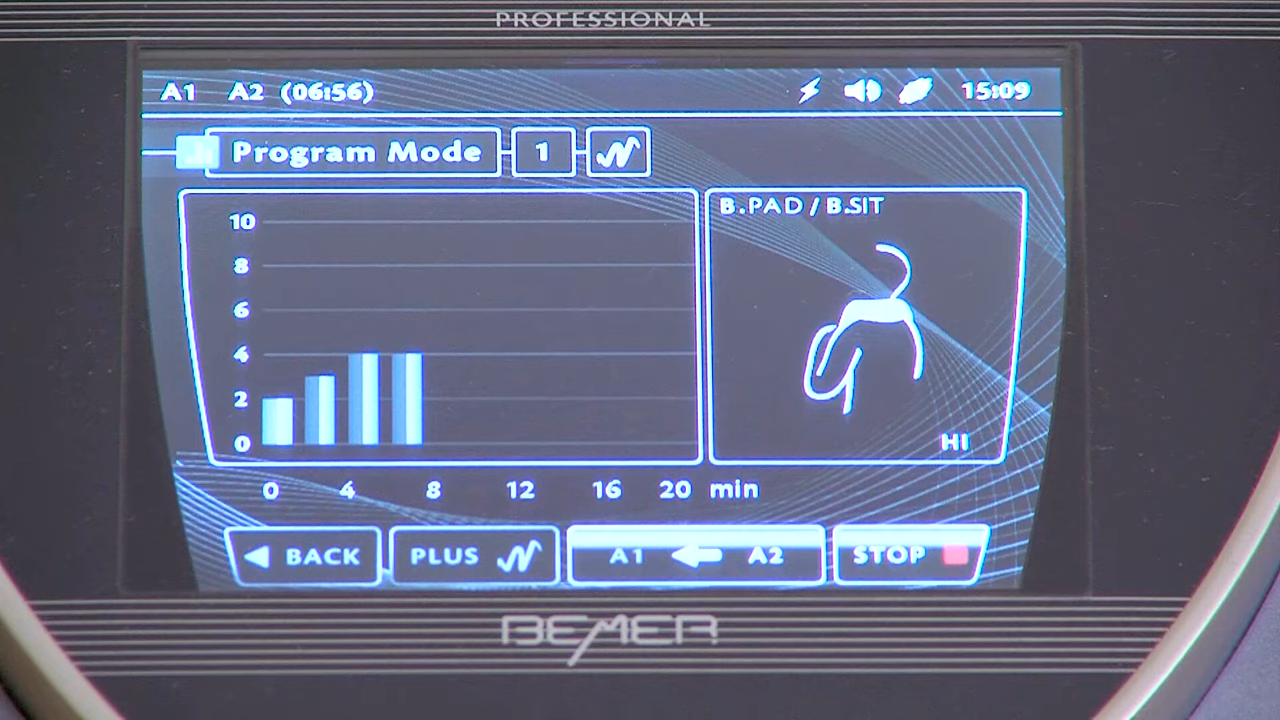 PROFESSIONAL
A1 A2 (06:56) 15:09
Program Mode 1
B.PAD / B.SIT
10
8
6
4
2
0
HI
0 4 8 12 16 20 min
BACK PLUS A1 A2 STOP
BEMER